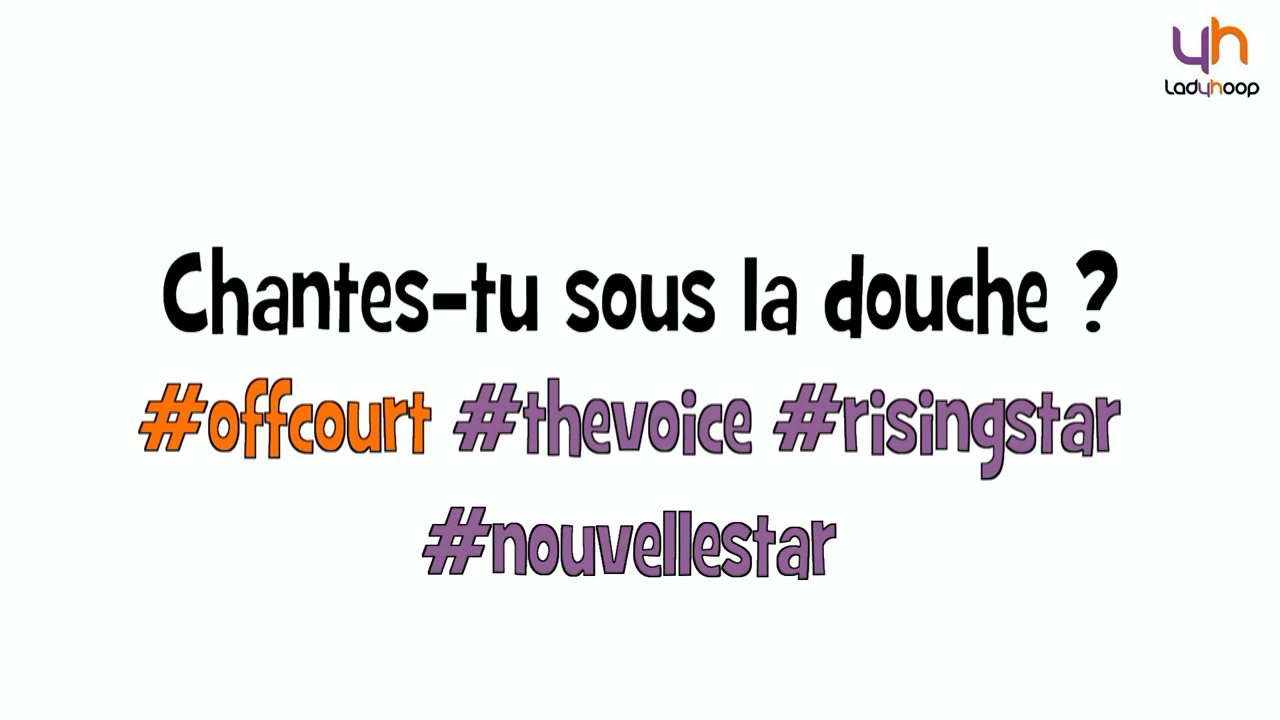 yh
Ladyhoop
Chantes-tu sous la douche ?
#offcourt #thevoice #risingstar
#nouvellestar